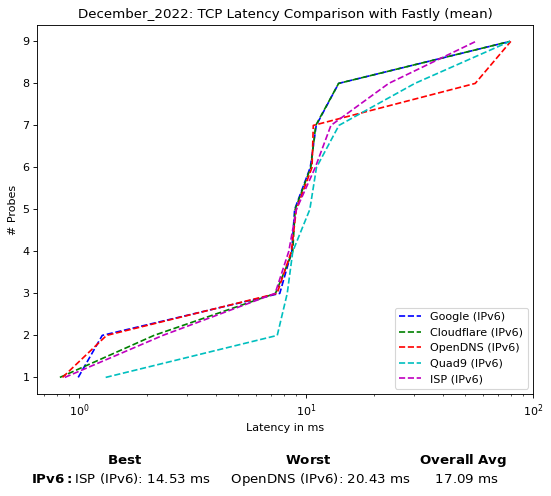 December_2022: TCP Latency Comparison with Fastly (mean)
# Probes
9
8
7
6
5
4
3
2
1
Google (IPv6)
Cloudflare (IPv6)
OpenDNS (IPv6)
Quad9 (IPv6)
ISP (IPv6)
10⁰ 10¹ 10²
Latency in ms
Best Worst Overall Avg
IPv6: ISP (IPv6): 14.53 ms OpenDNS (IPv6): 20.43 ms 17.09 ms